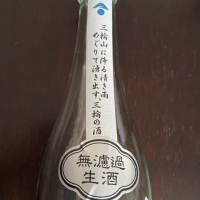 三輪山に降る清き雨
めぐりて湧き出す、三輪の酒
無濾過
生酒